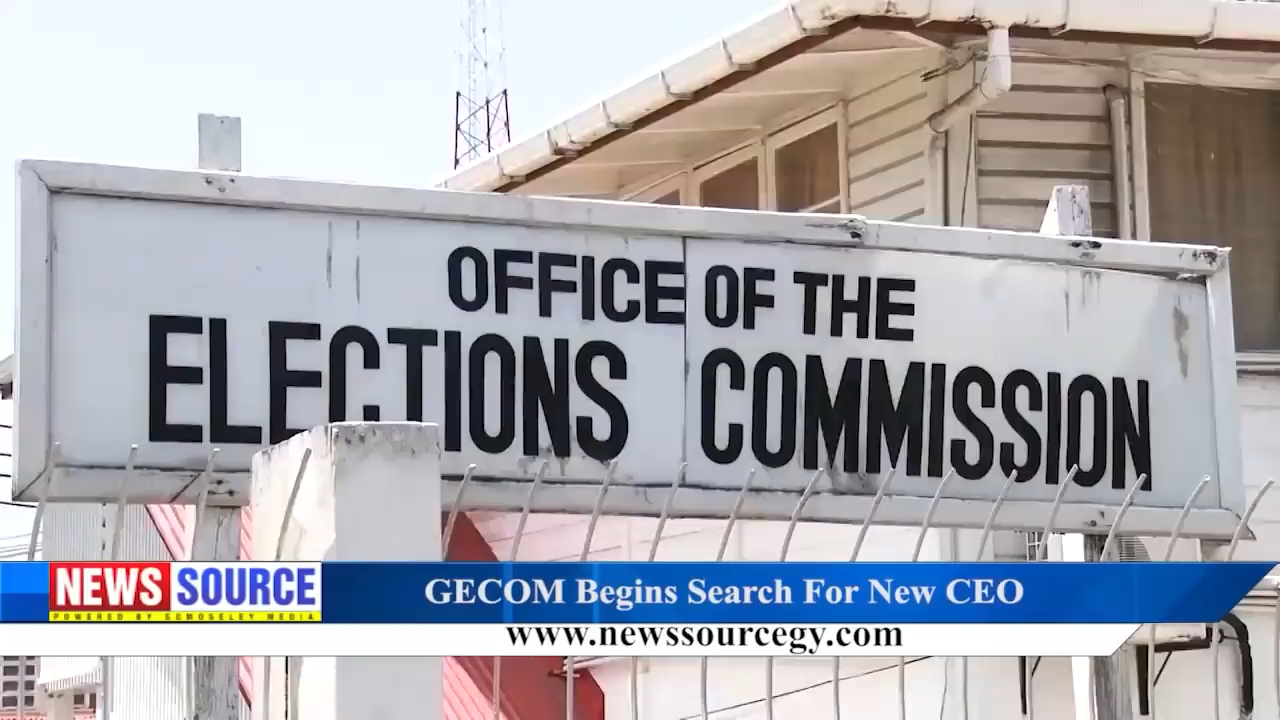 OFFICE OF THE
ELECTIONS COMMISSION
NEWS SOURCE
POWERED BY GDMOSELEY MEDIA
GECOM Begins Search For New CEO
www.newssourcegy.com